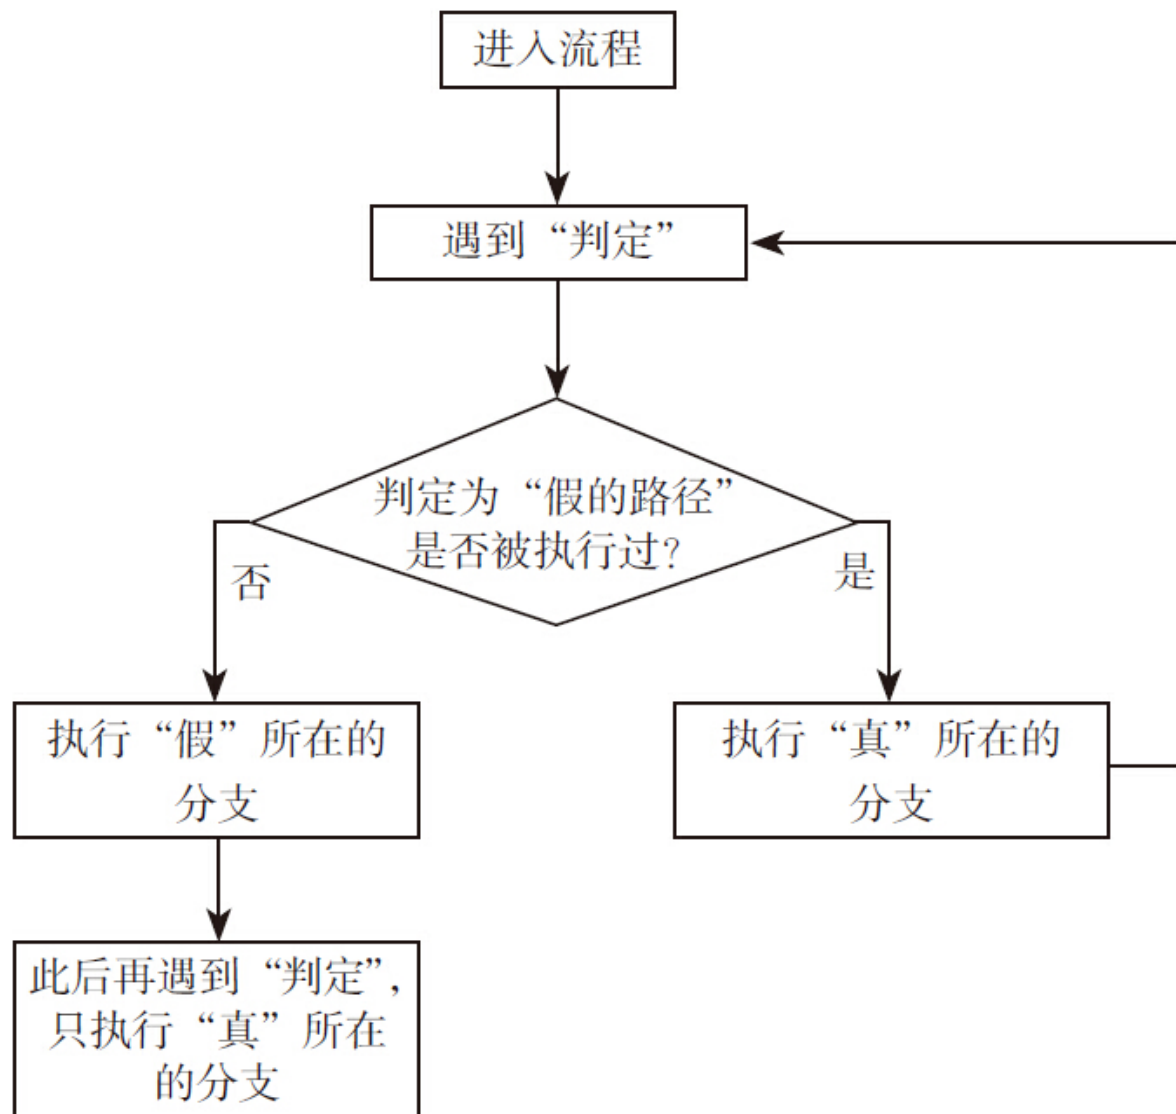 进入流程
遇到“判定”
判定为“假的路径”
是否被执行过?
否
是
执行“假”所在的
分支
执行“真”所在的
分支
此后再遇到“判定”,
只执行“真”所在
的分支